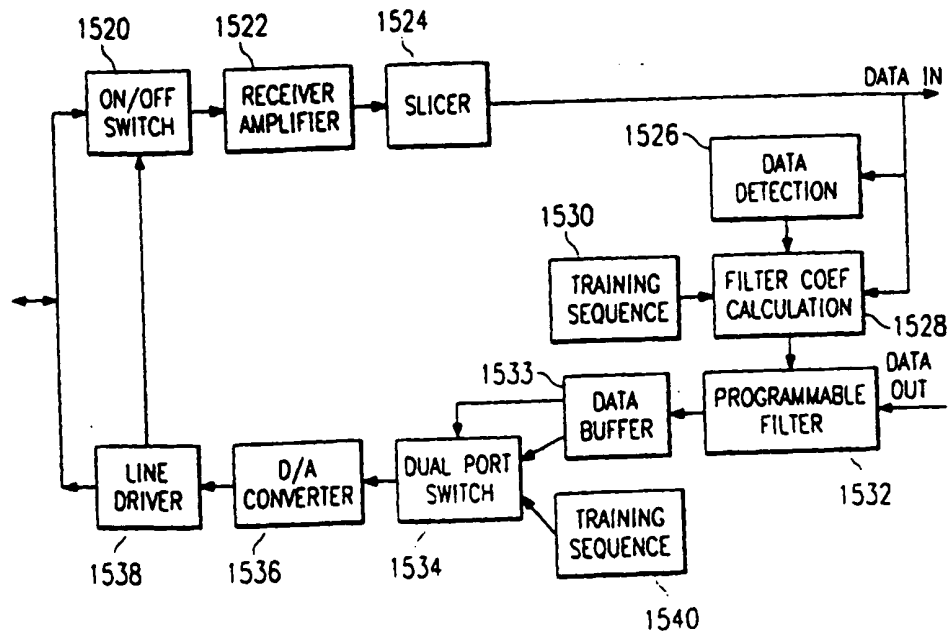 1520
1522
1524
ON/OFF
SWITCH
RECEIVER
AMPLIFIER
SLICER
DATA IN
1526
DATA
DETECTION
1530
TRAINING
SEQUENCE
FILTER COEF
CALCULATION
1528
1533
DATA
BUFFER
PROGRAMMABLE
FILTER
DATA
OUT
1532
LINE
DRIVER
D/A
CONVERTER
DUAL PORT
SWITCH
TRAINING
SEQUENCE
1538
1536
1534
1540